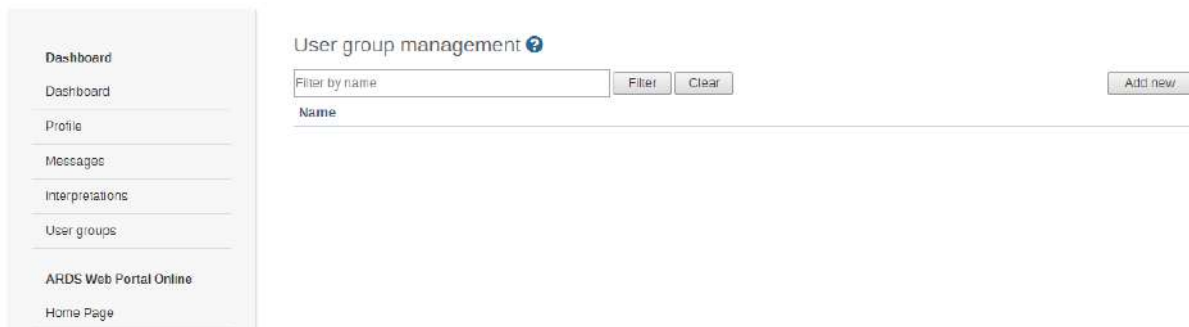 Dashboard
Dashboard
Profile
Messages
Interpretations
User groups
ARDS Web Portal Online
Home Page
User group management ?
Filter by name Filter Clear Add new
Name